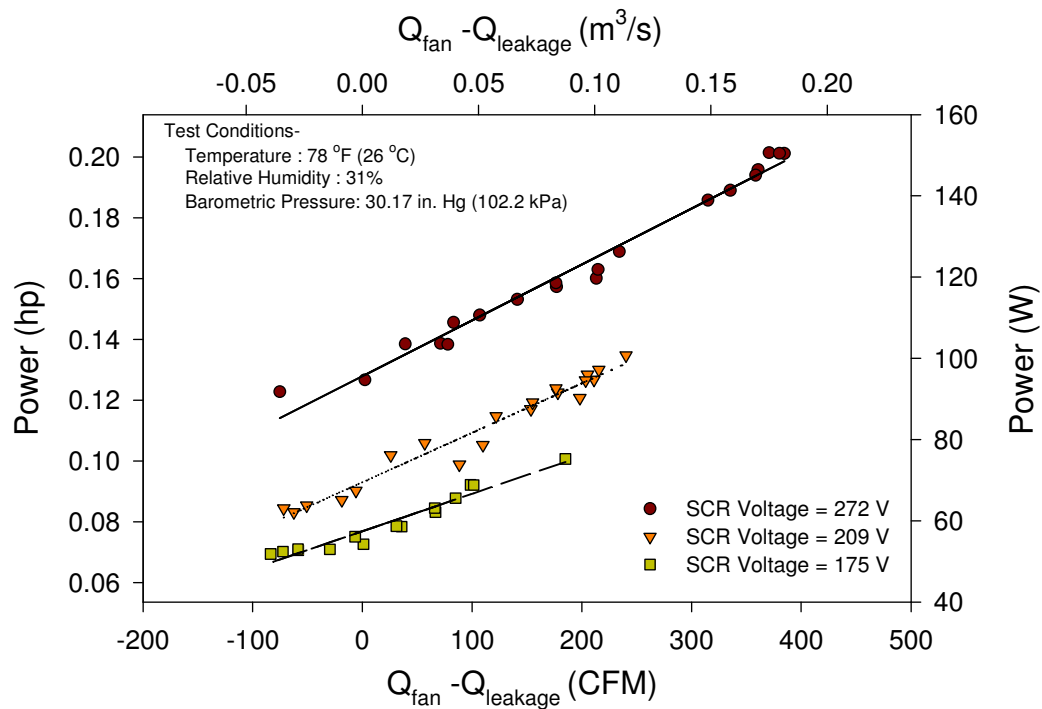 Q_fan -Q_leakage (m³/s)
-0.05 0.00 0.05 0.10 0.15 0.20
Test Conditions-
Temperature : 78 °F (26 °C)
Relative Humidity : 31%
Barometric Pressure: 30.17 in. Hg (102.2 kPa)
Power (hp)
0.20
0.18
0.16
0.14
0.12
0.10
0.08
0.06
160
140
120
100
80
60
40
Power (W)
SCR Voltage = 272 V
SCR Voltage = 209 V
SCR Voltage = 175 V
-200 -100 0 100 200 300 400 500
Q_fan -Q_leakage (CFM)